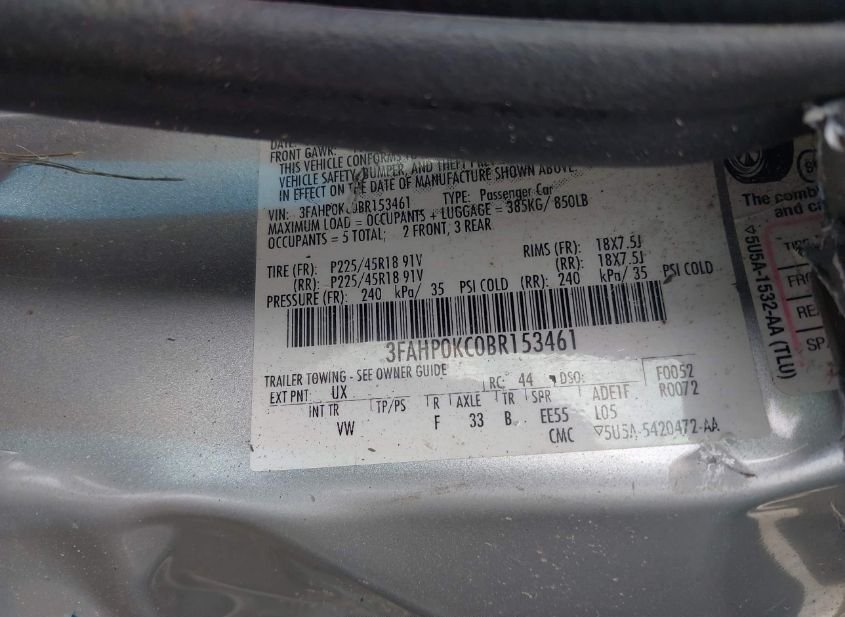 FRONT GAWR:
THIS VEHICLE CONFORMS TO
VEHICLE SAFETY, BUMPER, AND THEFT
IN EFFECT ON THE DATE OF MANUFACTURE SHOWN ABOVE.
VIN: 3FAHP0KC0BR153461 TYPE: Passenger Car
MAXIMUM LOAD = OCCUPANTS + LUGGAGE = 385KG/ 850LB
OCCUPANTS = 5 TOTAL; 2 FRONT, 3 REAR
TIRE (FR): P225/45R18 91V RIMS (FR): 18X7.5J
(RR): P225/45R18 91V (RR): 18X7.5J
PRESSURE (FR): 240 kPa/ 35 PSI COLD (RR): 240 kPa/ 35 PSI COLD
3FAHP0KC0BR153461
TRAILER TOWING - SEE OWNER GUIDE
EXT PNT: UX RC: 44 DSO: F0052
INT TR TP/PS R AXLE TR SPR ADE1F R0072
VW F 33 B EE55 L05
CMC 5U5A-5420472-AA
5U5A-1532-AA (TLU)
The comb
and c